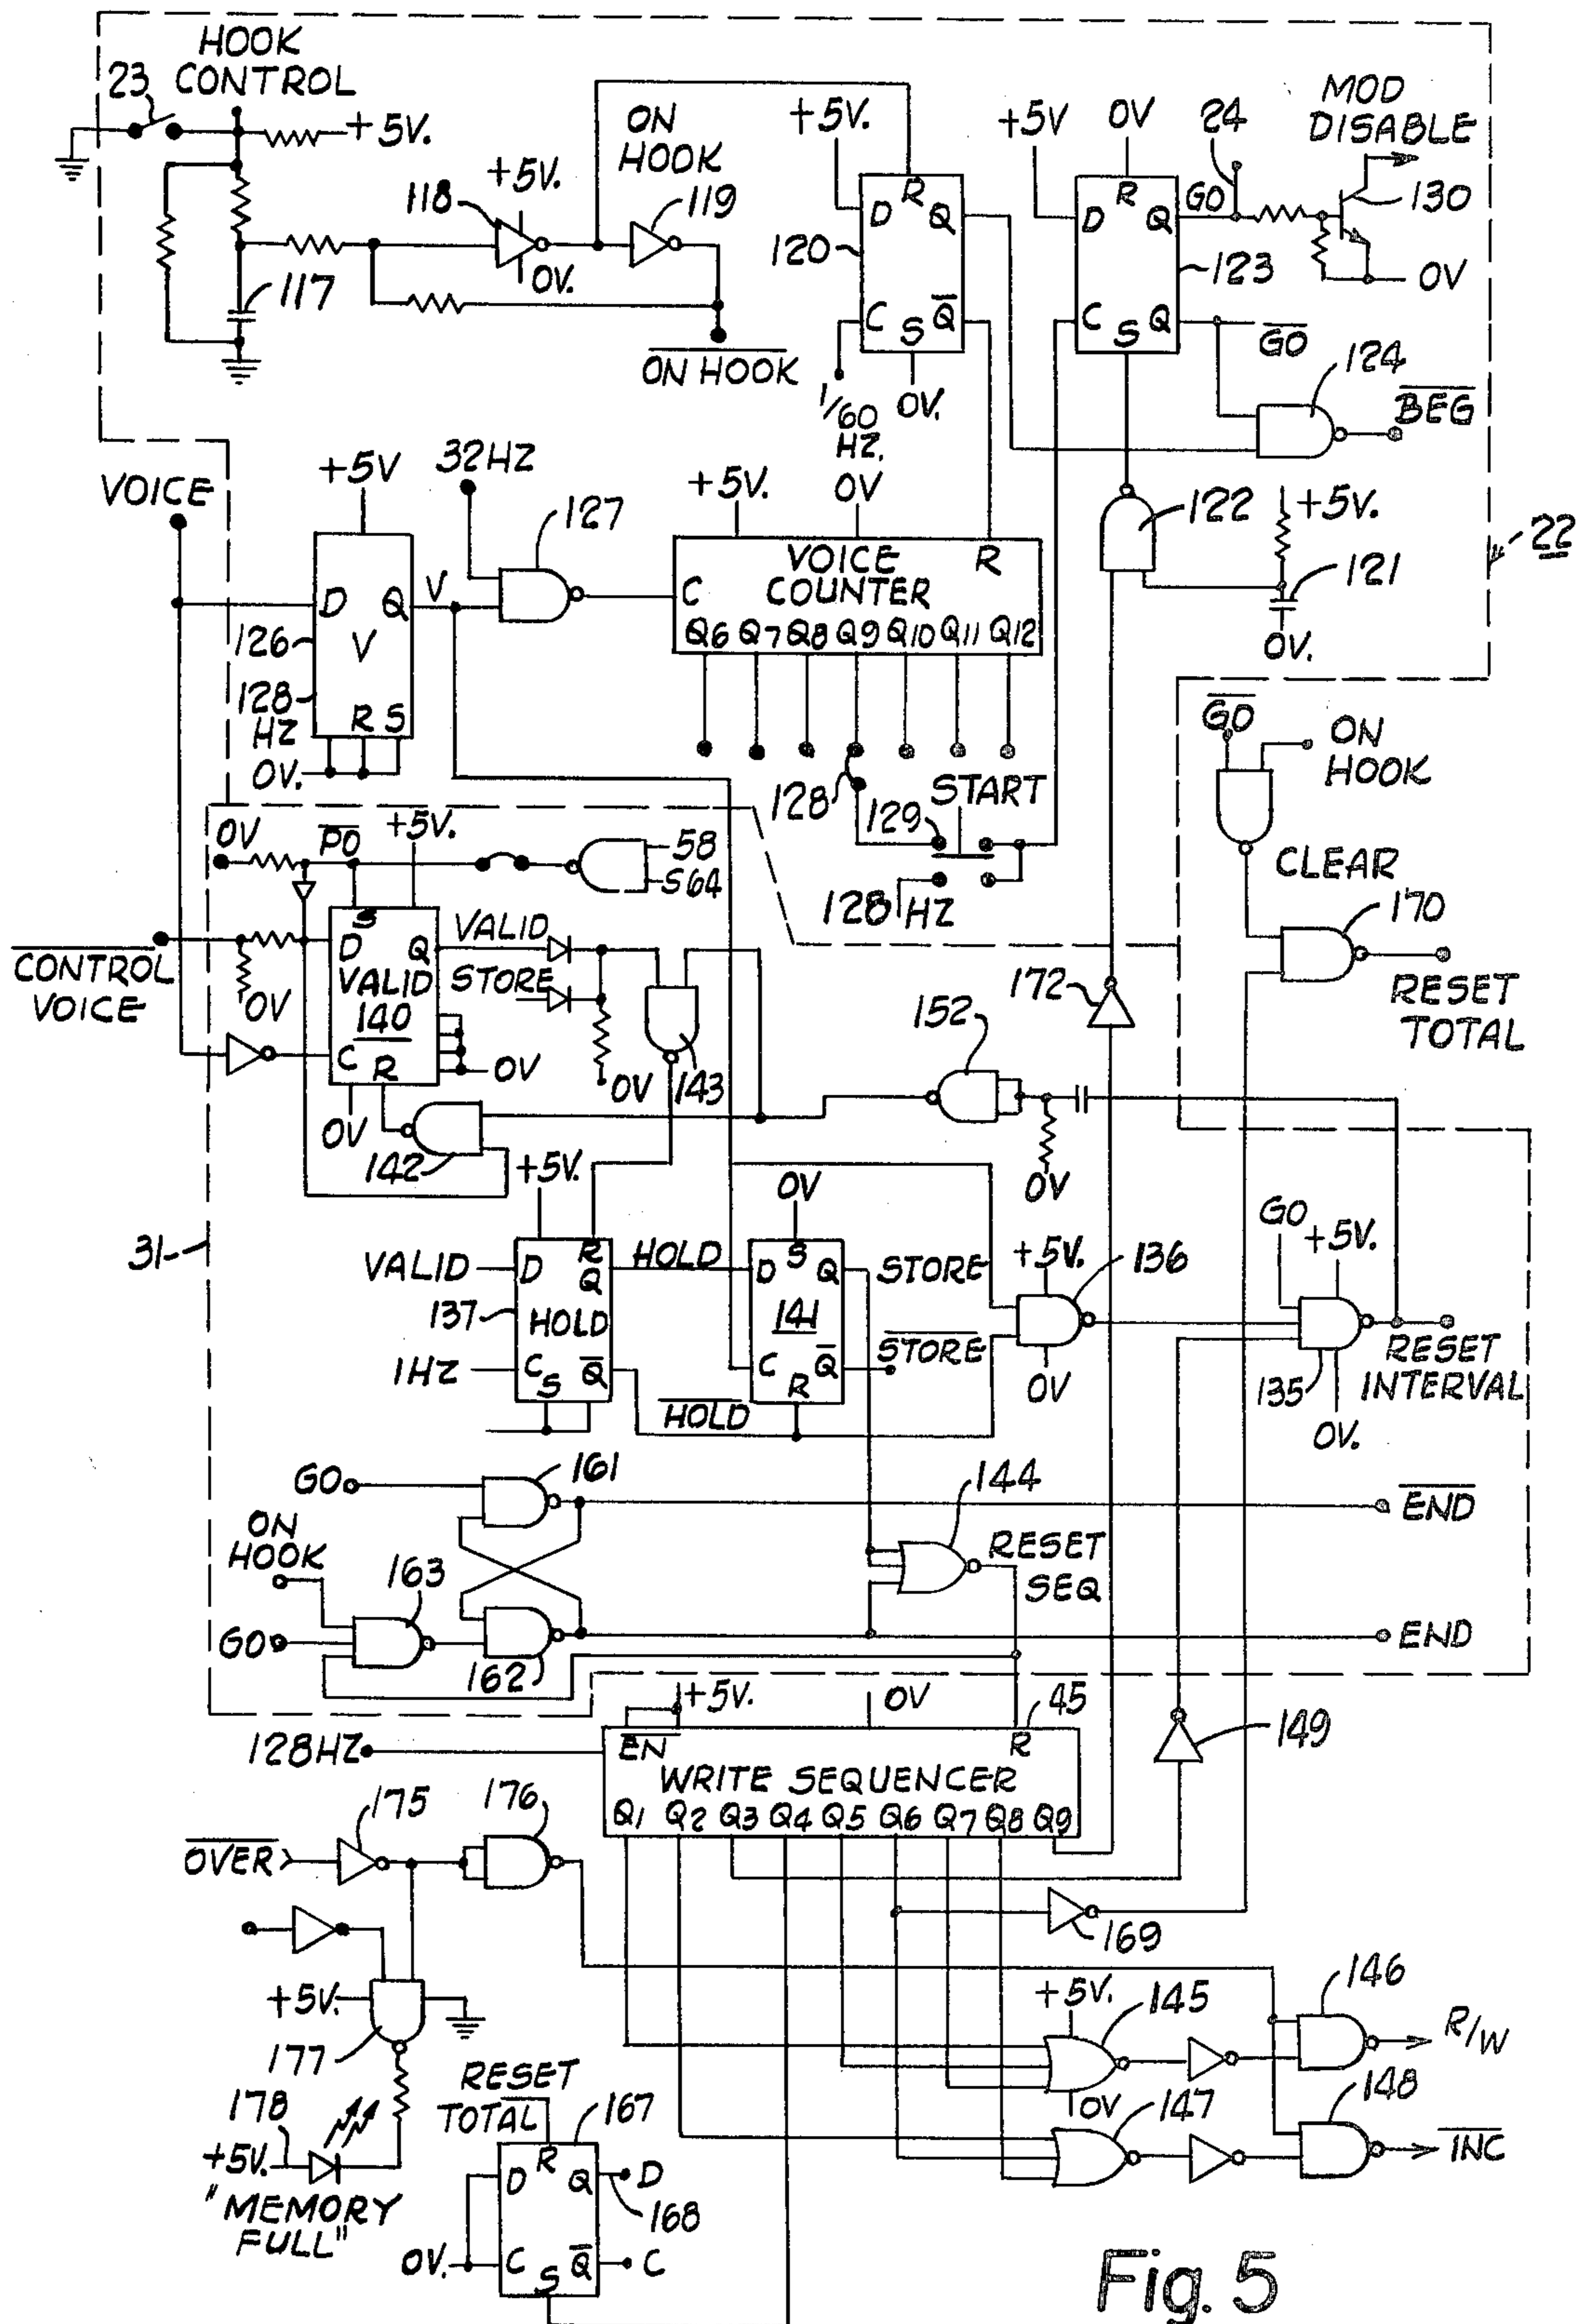 HOOK
CONTROL
23
+5V.
ON
HOOK
+5V.
118
119
0V.
117
ON HOOK
+5V.
D R Q
120
C S Q
1/60
HZ.
0V.
+5V
0V
24
MOD
DISABLE
GO
130
D R Q
123
0V
C S Q
GO
124
BEG
VOICE
+5V
32HZ
127
+5V.
0V
122
+5V.
22
121
0V.
VOICE
COUNTER
R
C
Q6 Q7 Q8 Q9 Q10 Q11 Q12
D Q
V
V
126
128
HZ
R S
0V.
128
129
START
128 HZ
GO
ON
HOOK
CLEAR
170
RESET
TOTAL
0V
PO
+5V.
58
S64
S
D Q
VALID
VALID
STORE
140
CONTROL
VOICE
0V
C R
0V
0V
0V
143
142
152
172
0V
31
+5V.
0V
GO
+5V.
VALID
D R Q
HOLD
137
HOLD
1HZ
C S Q
HOLD
D S Q
STORE
141
C R Q
STORE
+5V.
136
0V
135
RESET
INTERVAL
0V.
GO
161
144
END
ON
HOOK
163
RESET
SEQ
GO
162
END
+5V.
0V
45
149
128HZ
EN
R
WRITE SEQUENCER
Q1 Q2 Q3 Q4 Q5 Q6 Q7 Q8 Q9
175
176
OVER
169
+5V.
177
+5V.
145
146
R/W
0V
147
148
INC
178
+5V.
"MEMORY
FULL"
RESET
TOTAL
167
D R Q
D
168
0V.
C S Q
C
Fig. 5